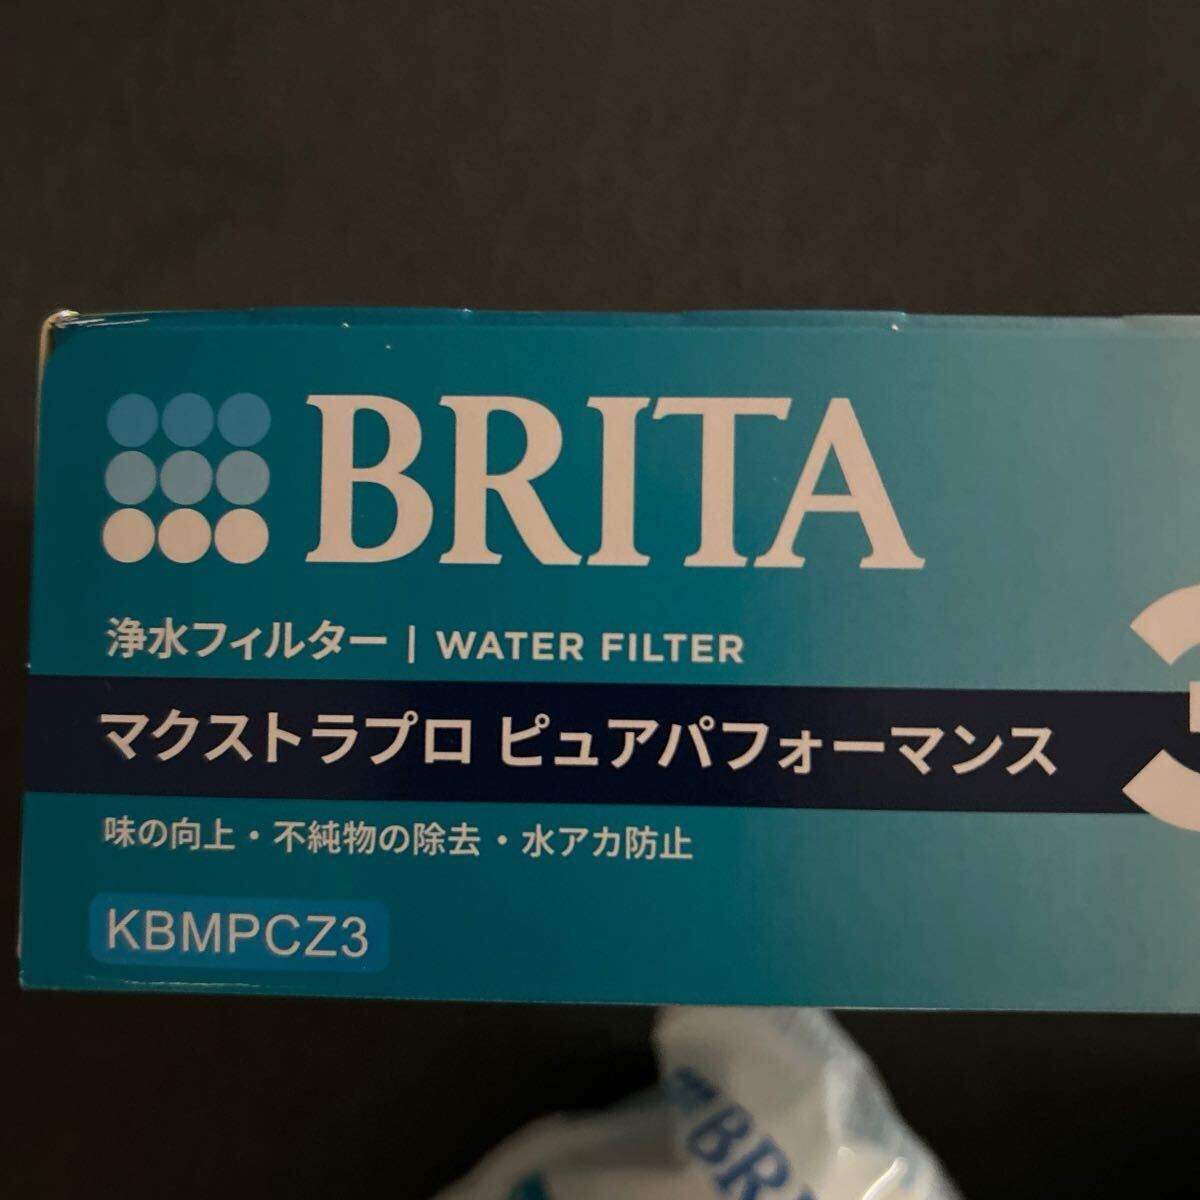 BRITA
浄水フィルター | WATER FILTER
マクストラプロ ピュアパフォーマンス
3
味の向上・不純物の除去・水アカ防止
KBMPCZ3